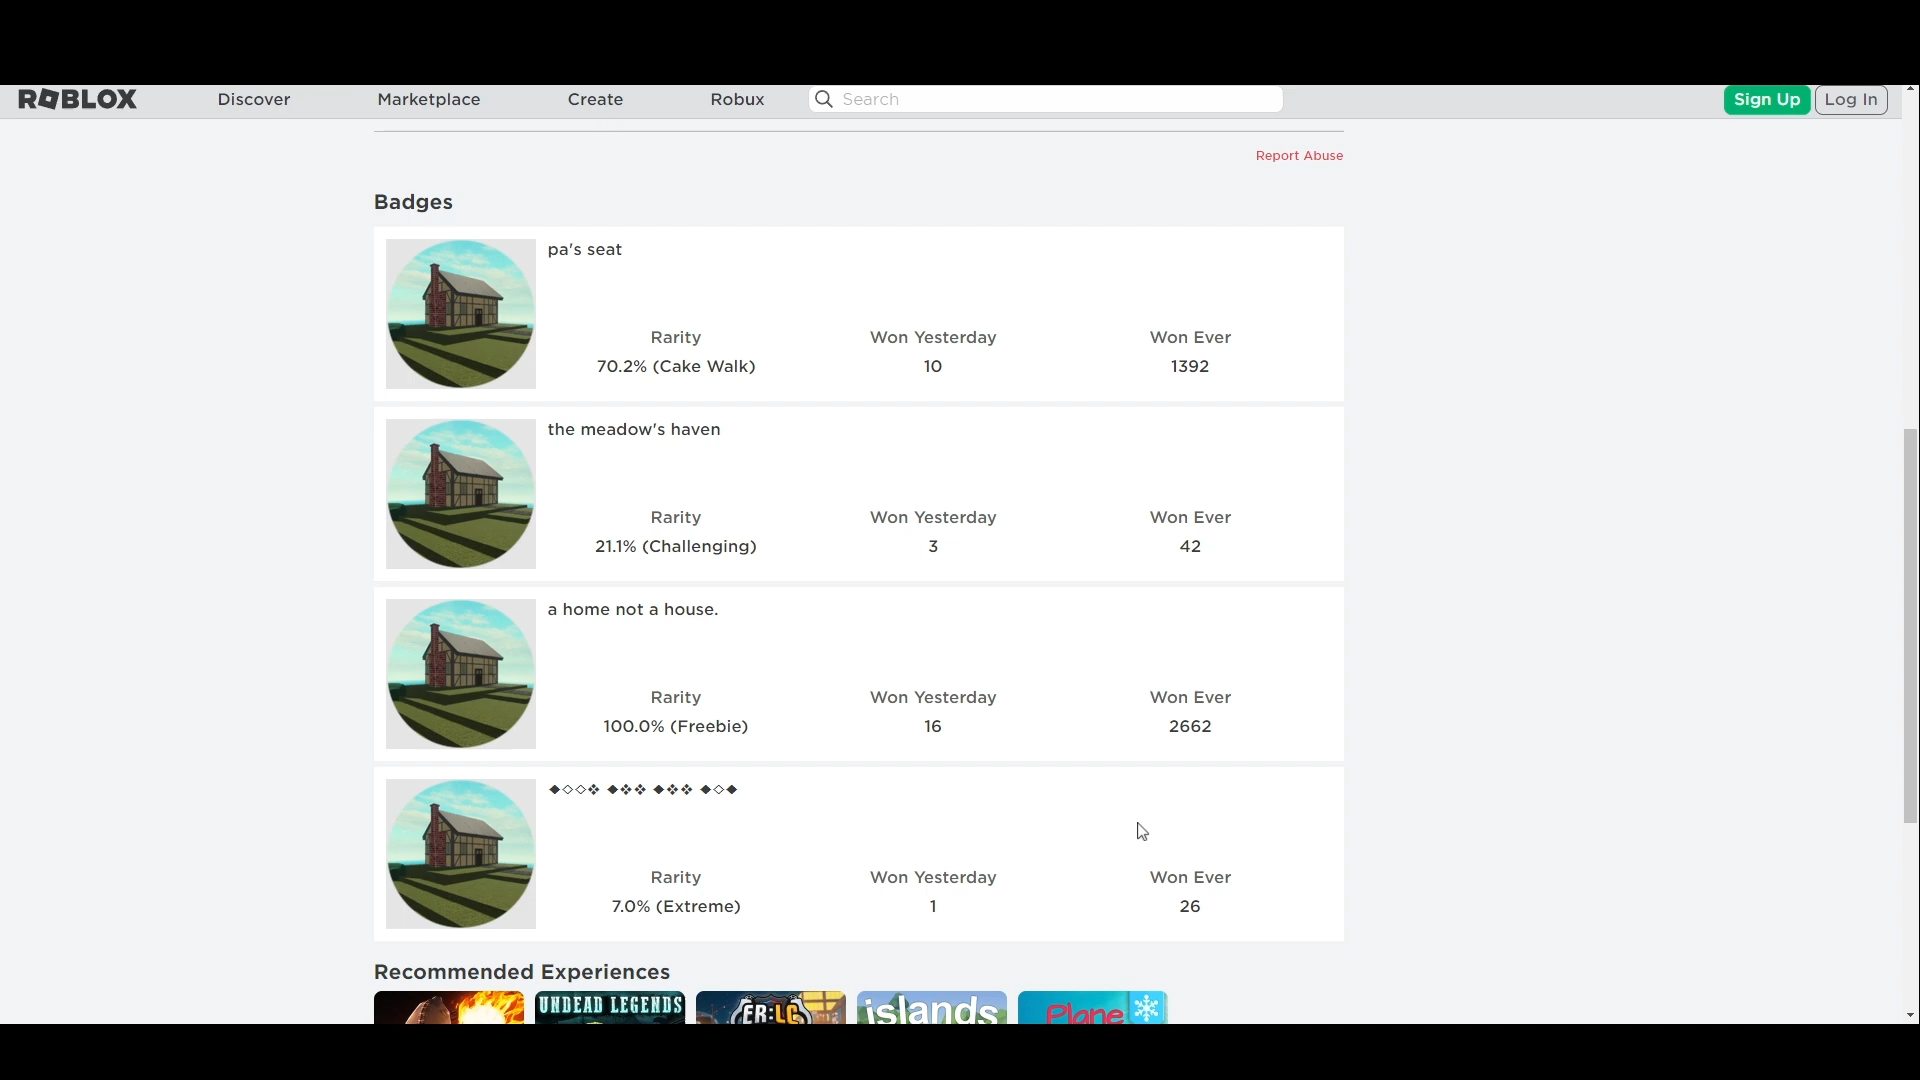 ROBLOX Discover Marketplace Create Robux Search Sign Up Log In
Report Abuse
Badges
pa's seat
Rarity Won Yesterday Won Ever
70.2% (Cake Walk) 10 1392
the meadow's haven
Rarity Won Yesterday Won Ever
21.1% (Challenging) 3 42
a home not a house.
Rarity Won Yesterday Won Ever
100.0% (Freebie) 16 2662
◆◇◇❖ ◆❖❖ ◆❖❖ ◆◇◆
Rarity Won Yesterday Won Ever
7.0% (Extreme) 1 26
Recommended Experiences
UNDEAD LEGENDS ER:LC islands Plane